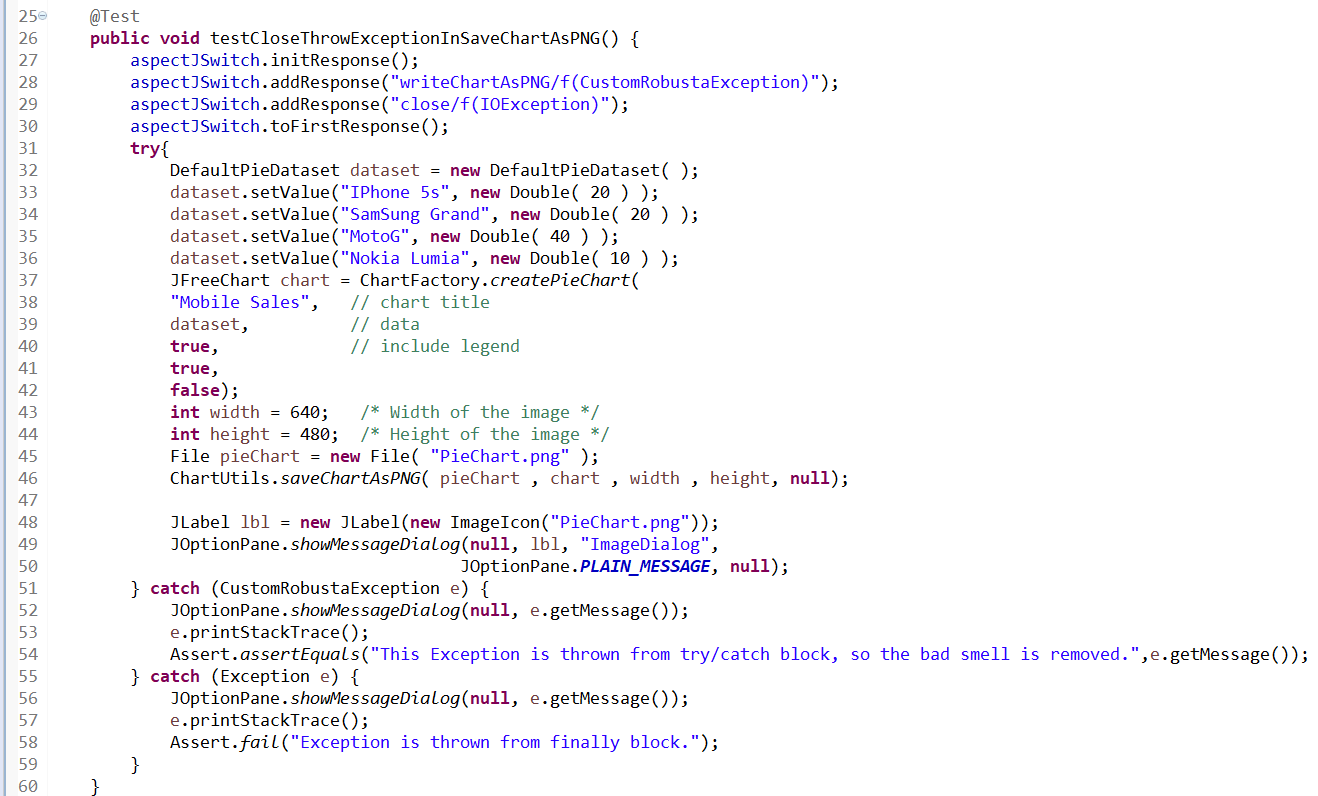 25 @Test
26 public void testCloseThrowExceptionInSaveChartAsPNG() {
27 aspectJSwitch.initResponse();
28 aspectJSwitch.addResponse("writeChartAsPNG/f(CustomRobustaException)");
29 aspectJSwitch.addResponse("close/f(IOException)");
30 aspectJSwitch.toFirstResponse();
31 try{
32 DefaultPieDataset dataset = new DefaultPieDataset( );
33 dataset.setValue("IPhone 5s", new Double( 20 ) );
34 dataset.setValue("SamSung Grand", new Double( 20 ) );
35 dataset.setValue("MotoG", new Double( 40 ) );
36 dataset.setValue("Nokia Lumia", new Double( 10 ) );
37 JFreeChart chart = ChartFactory.createPieChart(
38 "Mobile Sales", // chart title
39 dataset, // data
40 true, // include legend
41 true,
42 false);
43 int width = 640; /* Width of the image */
44 int height = 480; /* Height of the image */
45 File pieChart = new File( "PieChart.png" );
46 ChartUtils.saveChartAsPNG( pieChart , chart , width , height, null);
47
48 JLabel lbl = new JLabel(new ImageIcon("PieChart.png"));
49 JOptionPane.showMessageDialog(null, lbl, "ImageDialog",
50 JOptionPane.PLAIN_MESSAGE, null);
51 } catch (CustomRobustaException e) {
52 JOptionPane.showMessageDialog(null, e.getMessage());
53 e.printStackTrace();
54 Assert.assertEquals("This Exception is thrown from try/catch block, so the bad smell is removed.",e.getMessage());
55 } catch (Exception e) {
56 JOptionPane.showMessageDialog(null, e.getMessage());
57 e.printStackTrace();
58 Assert.fail("Exception is thrown from finally block.");
59 }
60 }